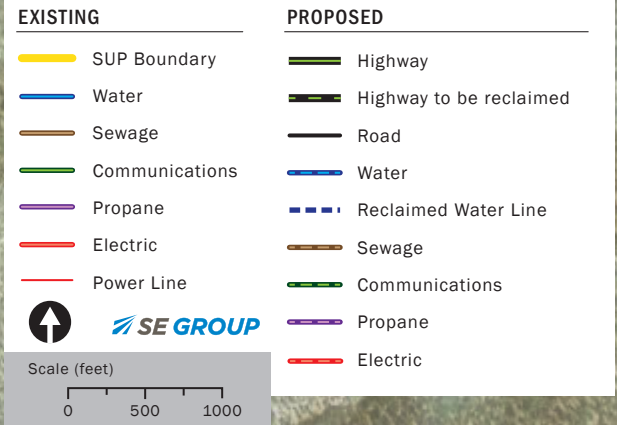 EXISTING
SUP Boundary
Water
Sewage
Communications
Propane
Electric
Power Line
SE GROUP
Scale (feet)
0 500 1000
PROPOSED
Highway
Highway to be reclaimed
Road
Water
Reclaimed Water Line
Sewage
Communications
Propane
Electric